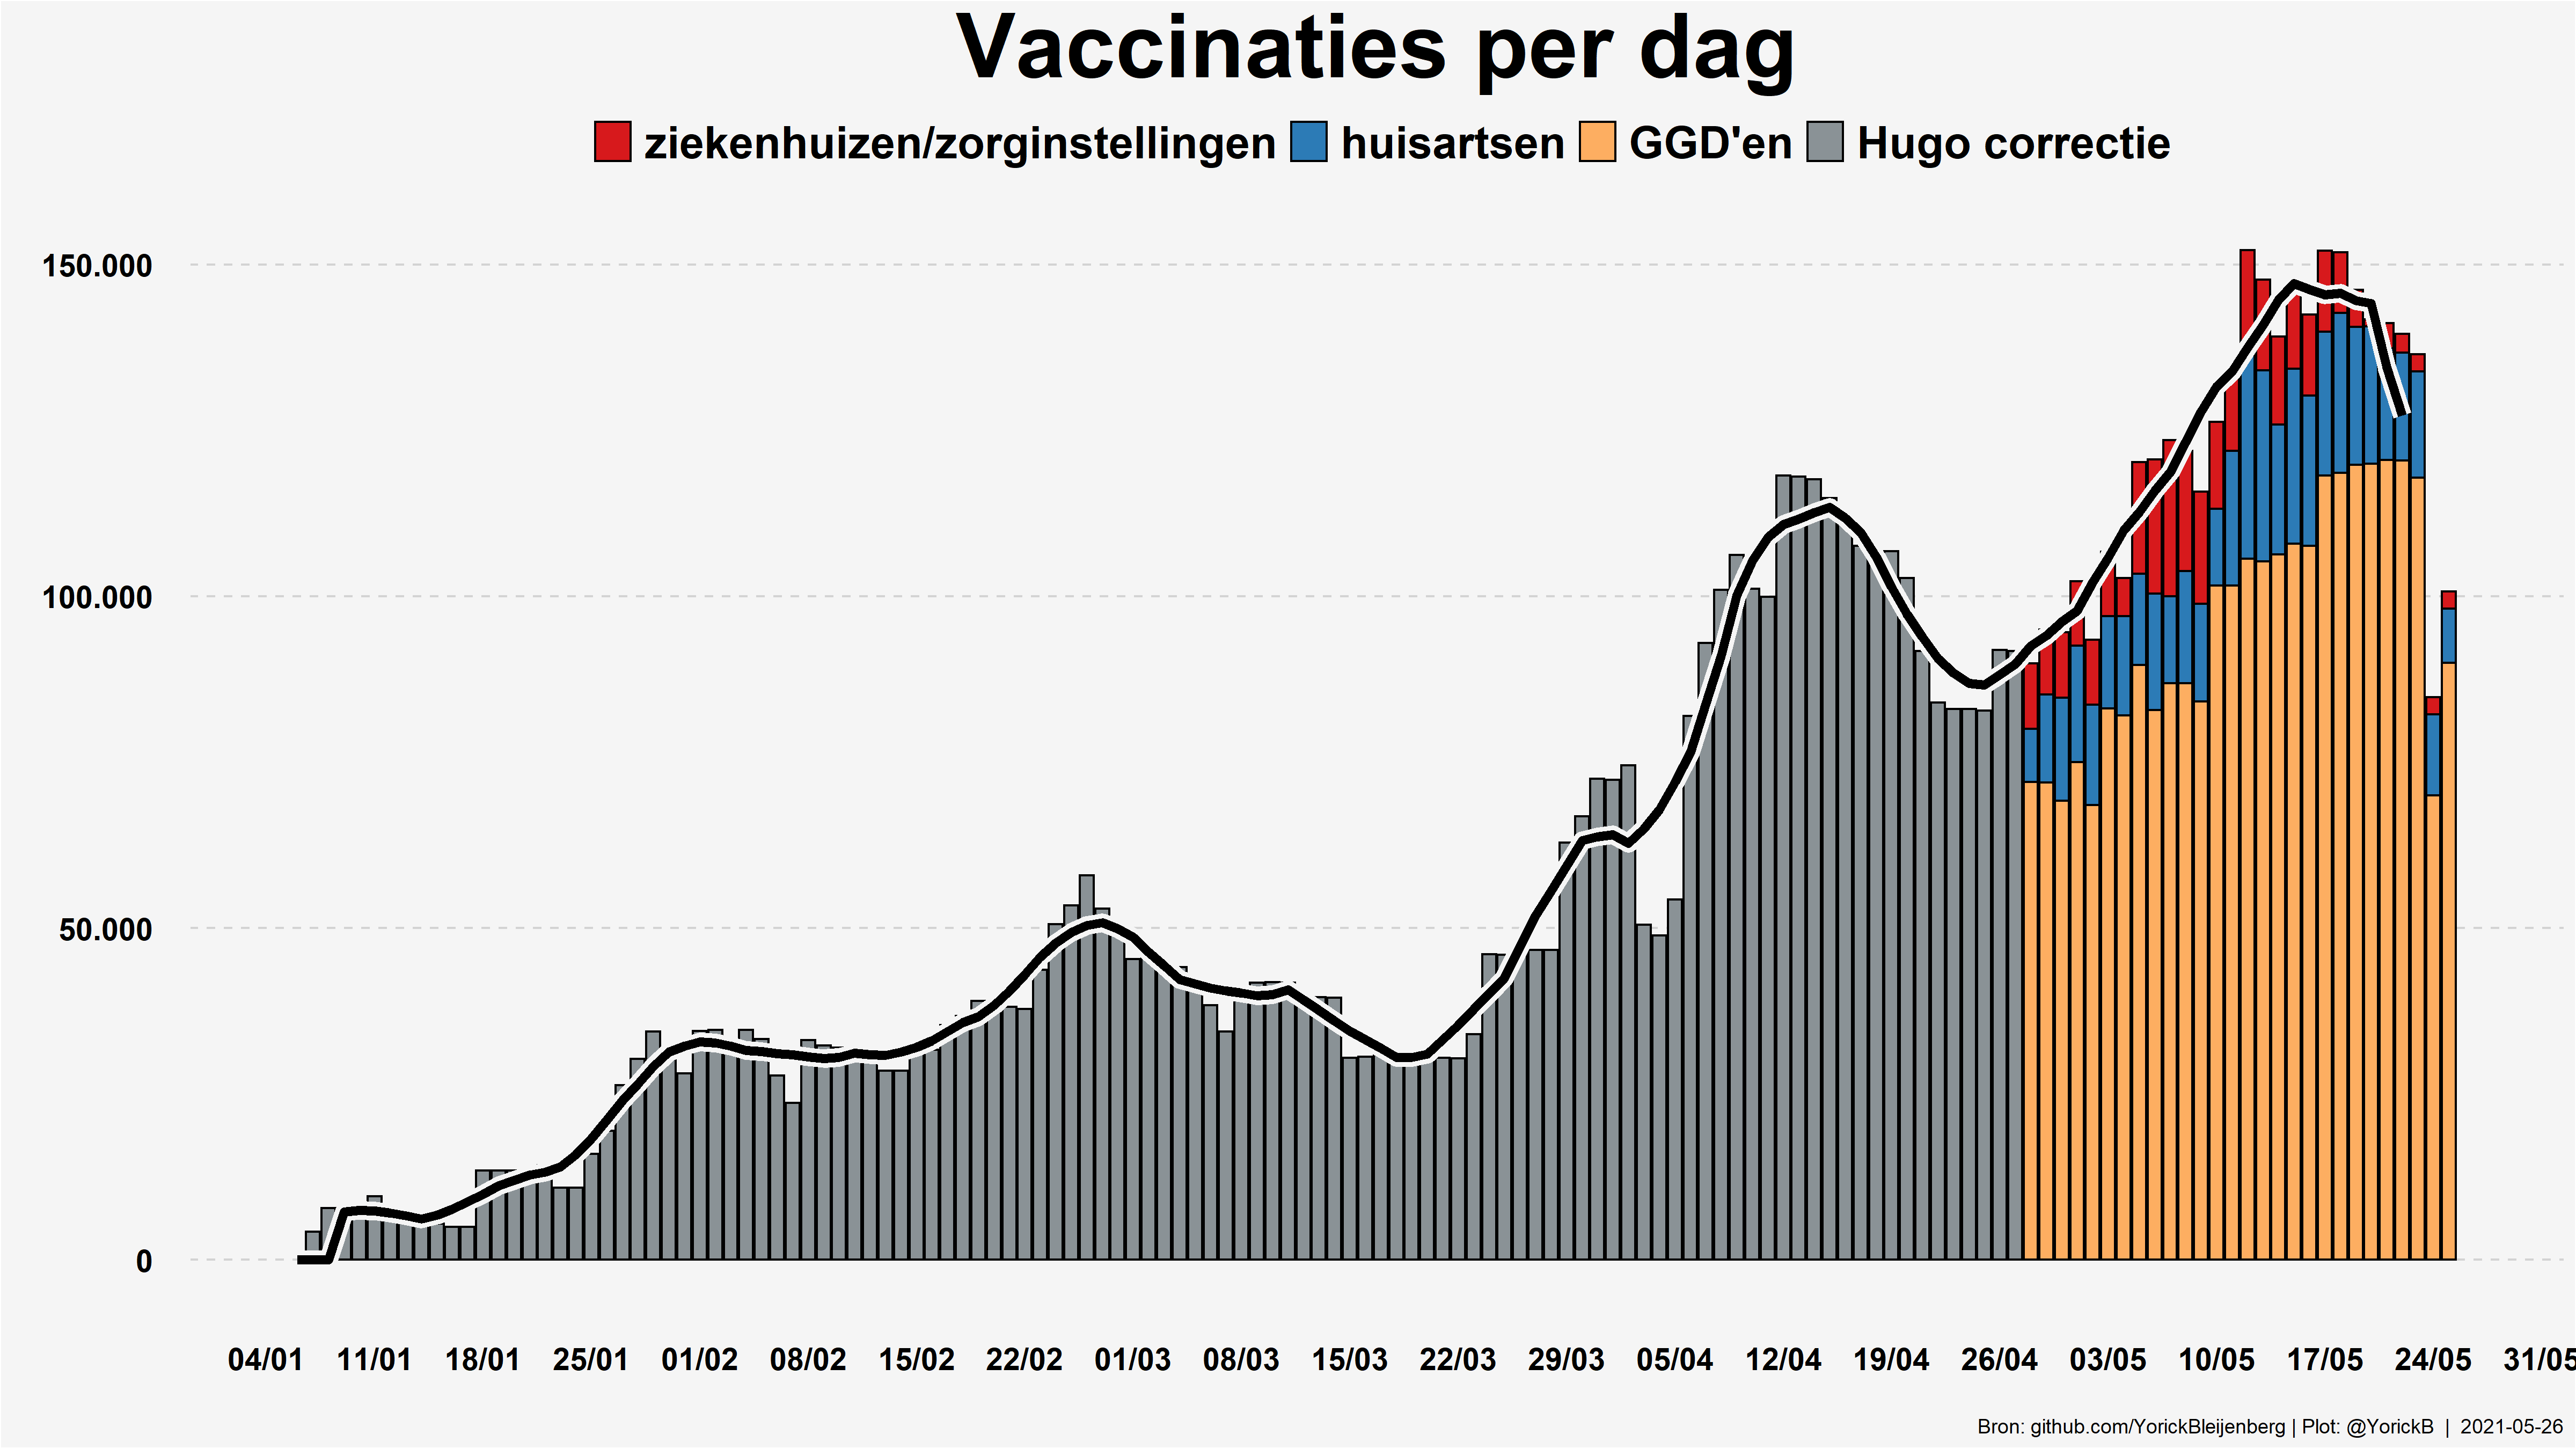 Vaccinaties per dag
ziekenhuizen/zorginstellingen huisartsen GGD'en Hugo correctie
150.000
100.000
50.000
0
04/01 11/01 18/01 25/01 01/02 08/02 15/02 22/02 01/03 08/03 15/03 22/03 29/03 05/04 12/04 19/04 26/04 03/05 10/05 17/05 24/05 31/05
Bron: github.com/YorickBleijenberg | Plot: @YorickB | 2021-05-26